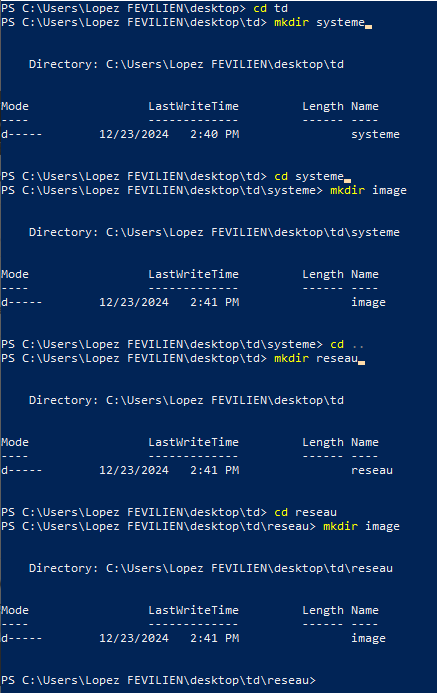 PS C:\Users\Lopez FEVILIEN\desktop> cd td
PS C:\Users\Lopez FEVILIEN\desktop\td> mkdir systeme
Directory: C:\Users\Lopez FEVILIEN\desktop\td
Mode LastWriteTime Length Name
---- ------------- ------ ----
d----- 12/23/2024 2:40 PM systeme
PS C:\Users\Lopez FEVILIEN\desktop\td> cd systeme
PS C:\Users\Lopez FEVILIEN\desktop\td\systeme> mkdir image
Directory: C:\Users\Lopez FEVILIEN\desktop\td\systeme
Mode LastWriteTime Length Name
---- ------------- ------ ----
d----- 12/23/2024 2:41 PM image
PS C:\Users\Lopez FEVILIEN\desktop\td\systeme> cd ..
PS C:\Users\Lopez FEVILIEN\desktop\td> mkdir reseau
Directory: C:\Users\Lopez FEVILIEN\desktop\td
Mode LastWriteTime Length Name
---- ------------- ------ ----
d----- 12/23/2024 2:41 PM reseau
PS C:\Users\Lopez FEVILIEN\desktop\td> cd reseau
PS C:\Users\Lopez FEVILIEN\desktop\td\reseau> mkdir image
Directory: C:\Users\Lopez FEVILIEN\desktop\td\reseau
Mode LastWriteTime Length Name
---- ------------- ------ ----
d----- 12/23/2024 2:41 PM image
PS C:\Users\Lopez FEVILIEN\desktop\td\reseau>